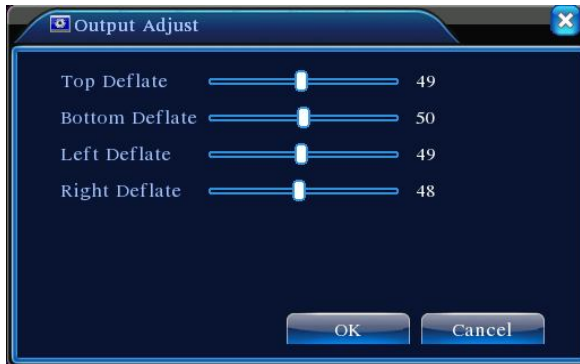 Output Adjust
Top Deflate 49
Bottom Deflate 50
Left Deflate 49
Right Deflate 48
OK Cancel